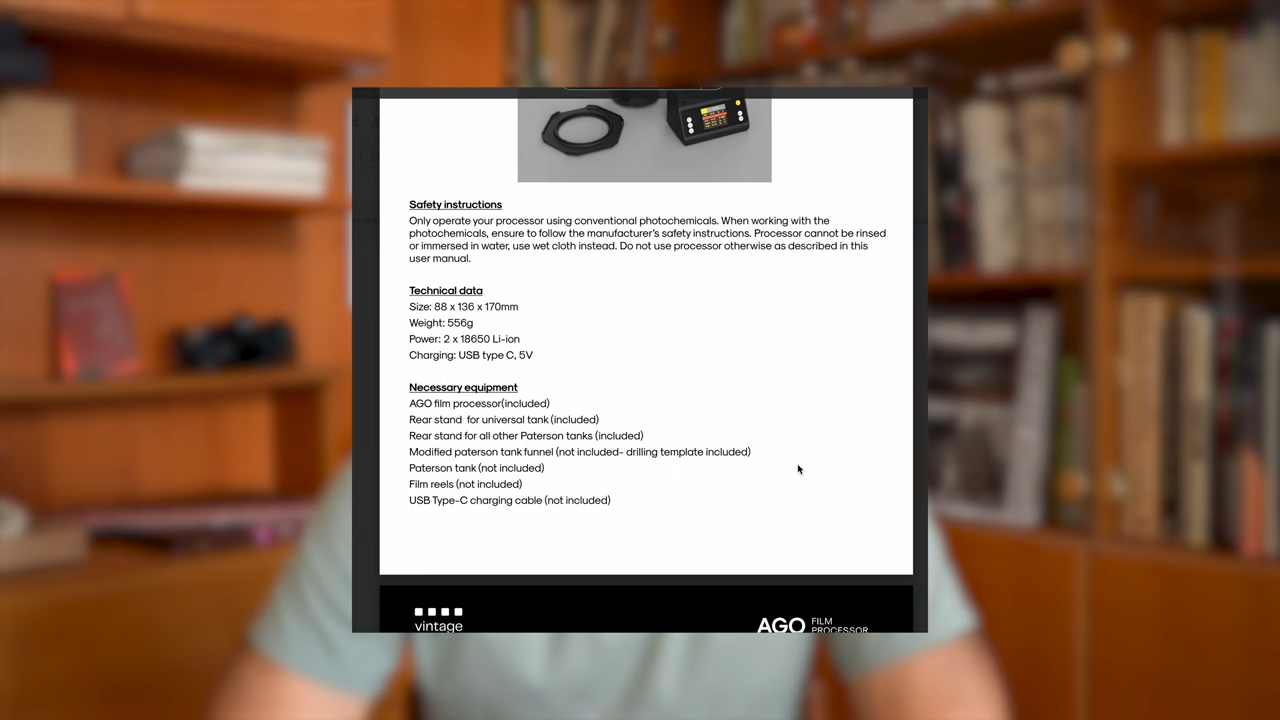 Safety instructions
Only operate your processor using conventional photochemicals. When working with the
photochemicals, ensure to follow the manufacturer's safety instructions. Processor cannot be rinsed
or immersed in water, use wet cloth instead. Do not use processor otherwise as described in this
user manual.
Technical data
Size: 88 x 136 x 170mm
Weight: 556g
Power: 2 x 18650 Li-ion
Charging: USB type C, 5V
Necessary equipment
AGO film processor(included)
Rear stand  for universal tank (included)
Rear stand for all other Paterson tanks (included)
Modified paterson tank funnel (not included- drilling template included)
Paterson tank (not included)
Film reels (not included)
USB Type-C charging cable (not included)
vintage
AGO FILM
PROCESSOR